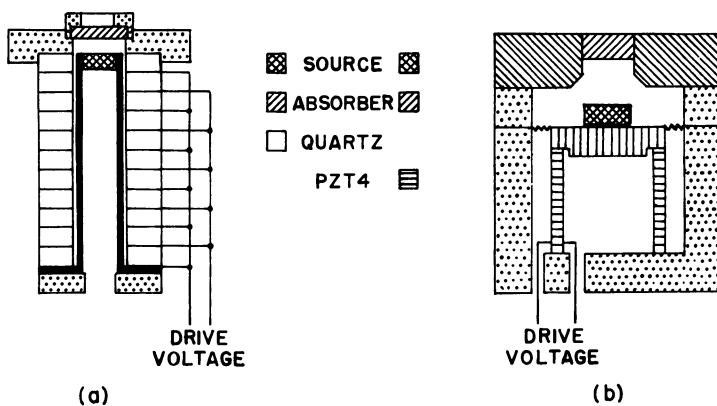 SOURCE
ABSORBER
QUARTZ
PZT4
DRIVE
VOLTAGE
DRIVE
VOLTAGE
(a)
(b)